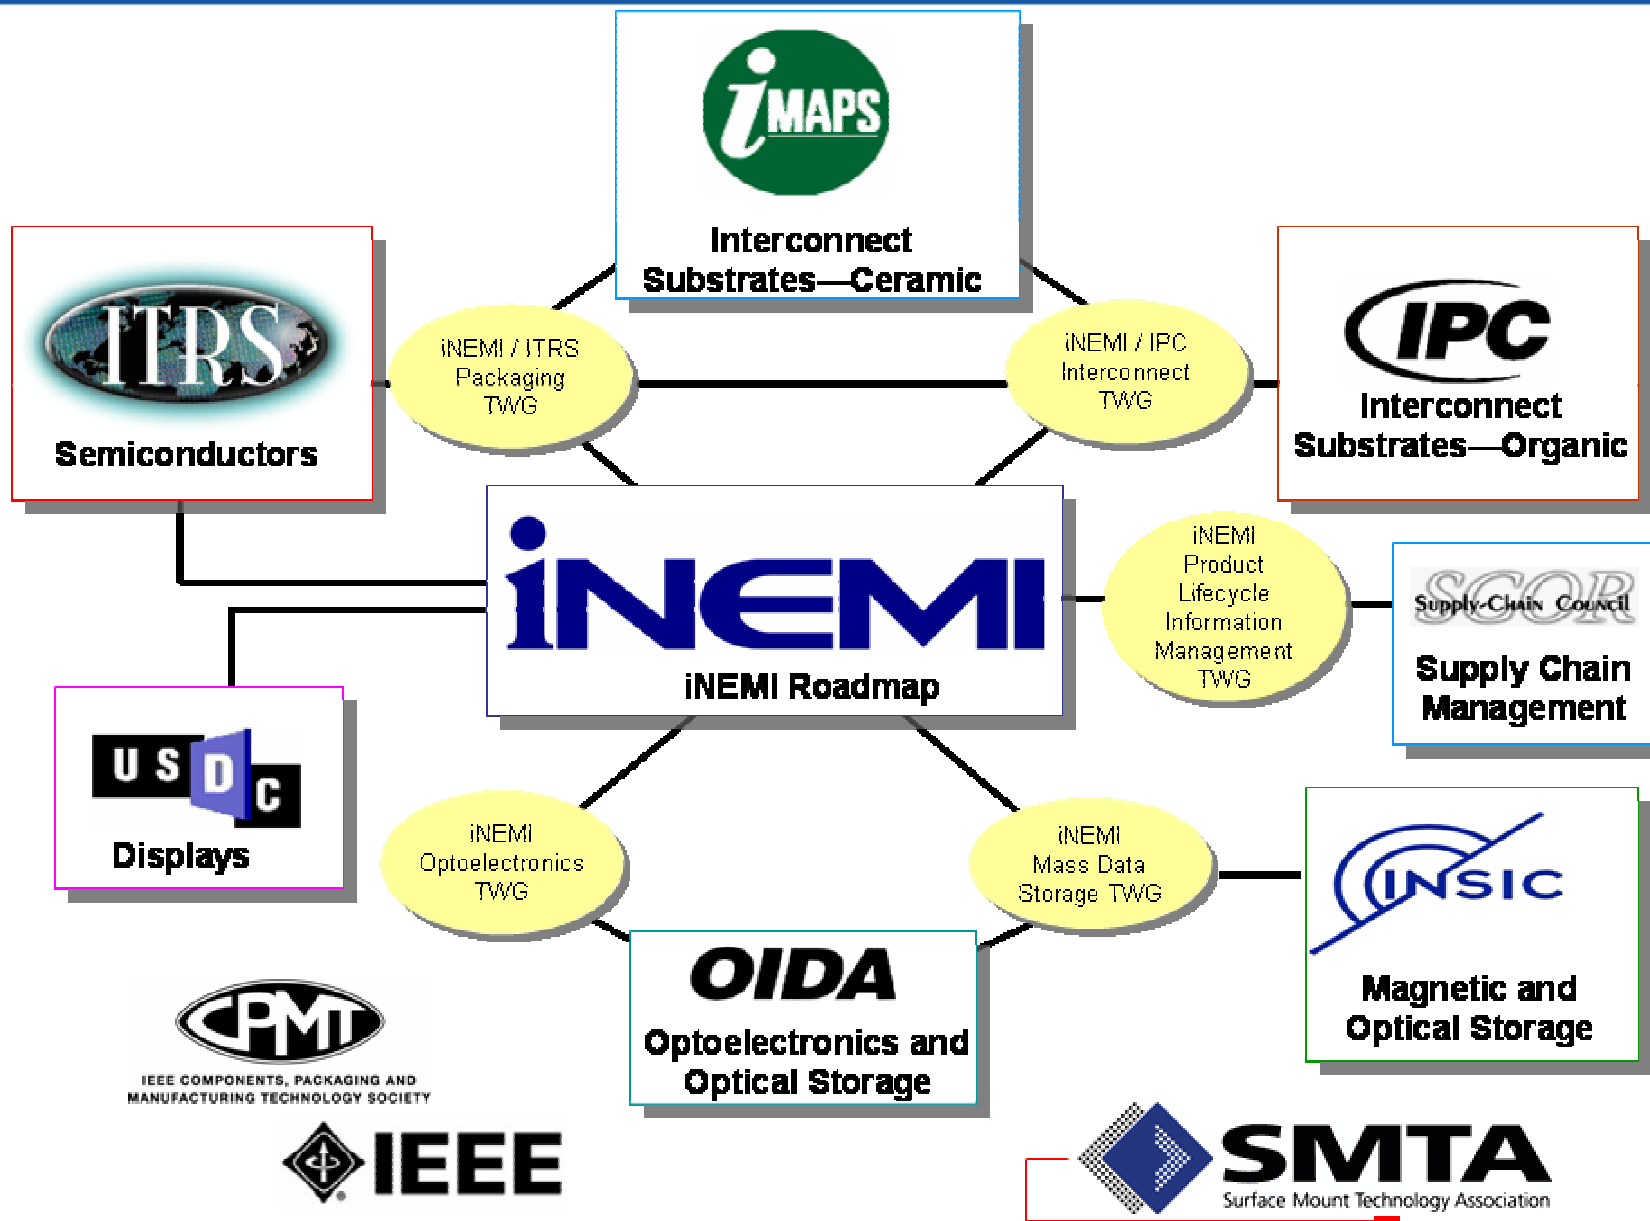 iMAPS
Interconnect
Substrates—Ceramic
ITRS
Semiconductors
iNEMI / ITRS
Packaging
TWG
iNEMI / IPC
Interconnect
TWG
IPC
Interconnect
Substrates—Organic
iNEMI
iNEMI Roadmap
iNEMI
Product
Lifecycle
Information
Management
TWG
SCOR
Supply-Chain Council
Supply Chain
Management
USDC
Displays
iNEMI
Optoelectronics
TWG
iNEMI
Mass Data
Storage TWG
INSIC
Magnetic and
Optical Storage
OIDA
Optoelectronics and
Optical Storage
CPMT
IEEE COMPONENTS, PACKAGING AND
MANUFACTURING TECHNOLOGY SOCIETY
IEEE
SMTA
Surface Mount Technology Association